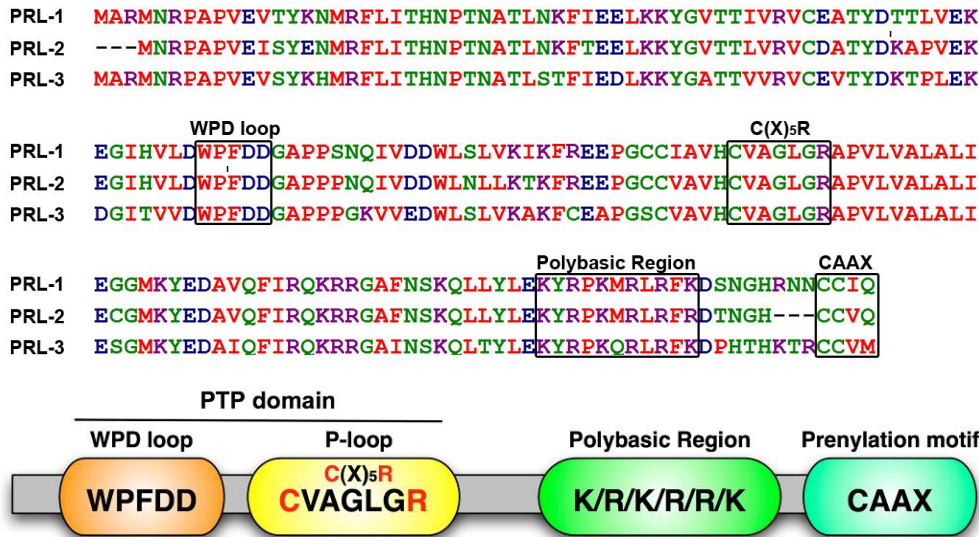 PRL-1 MARMNRPAPVEVTYKNMRFLITHNPTNATLNKFIEELKKYGVTTIVRVCEATYDTTLVEK
PRL-2 ---MNRPAPVEISYENMRFLITHNPTNATLNKFTEELKKYGVTTLVRVCDATYDKAPVEK
PRL-3 MARMNRPAPVEVSYKHMRFLITHNPTNATLSTFIEDLKKYGATTVVRVCEVTYDKTPLEK
WPD loop C(X)₅R
PRL-1 EGIHVLDWPFDDGAPPSNQIVDDWLSLVKIKFREEPGCCIAVHCVAGLGRAPVLVALALI
PRL-2 EGIHVLDWPFDDGAPPPNQIVDDWLNLLKTKFREEPGCCVAVHCVAGLGRAPVLVALALI
PRL-3 DGITVVDWPFDDGAPPPGKVVEDWLSLVKAKFCEAPGSCVAVHCVAGLGRAPVLVALALI
Polybasic Region CAAX
PRL-1 EGGMKYEDAVQFIRQKRRGAFNSKQLLYLEKYRPKMRLRFKDSNGHRNNCCIQ
PRL-2 ECGMKYEDAVQFIRQKRRGAFNSKQLLYLEKYRPKMRLRFRDTNGH---CCVQ
PRL-3 ESGMKYEDAIQFIRQKRRGAINSKQLTYLEKYRPKQRLRFKDPHTHKTRCCVM
PTP domain
WPD loop P-loop Polybasic Region Prenylation motif
C(X)₅R
WPFDD CVAGLGR K/R/K/R/R/K CAAX